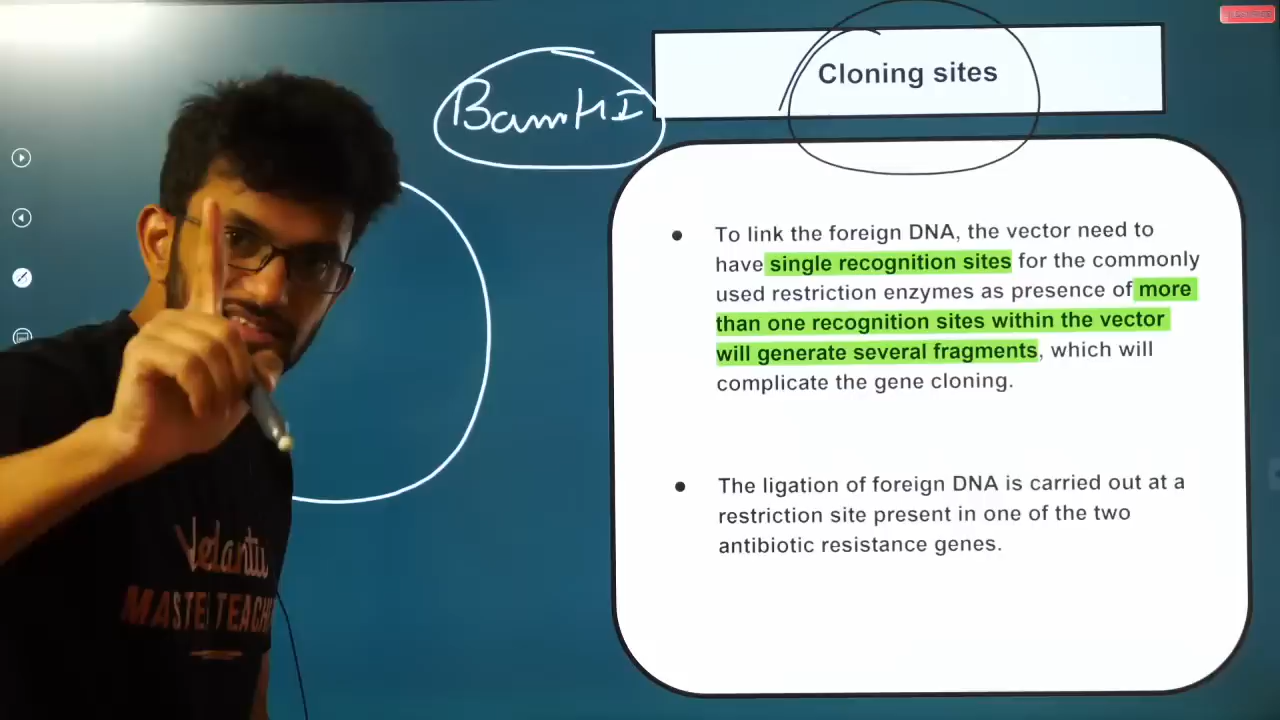 BamHI
Cloning sites
● To link the foreign DNA, the vector need to
have single recognition sites for the commonly
used restriction enzymes as presence of more
than one recognition sites within the vector
will generate several fragments, which will
complicate the gene cloning.
● The ligation of foreign DNA is carried out at a
restriction site present in one of the two
antibiotic resistance genes.
Vedantu
MASTER TEACH